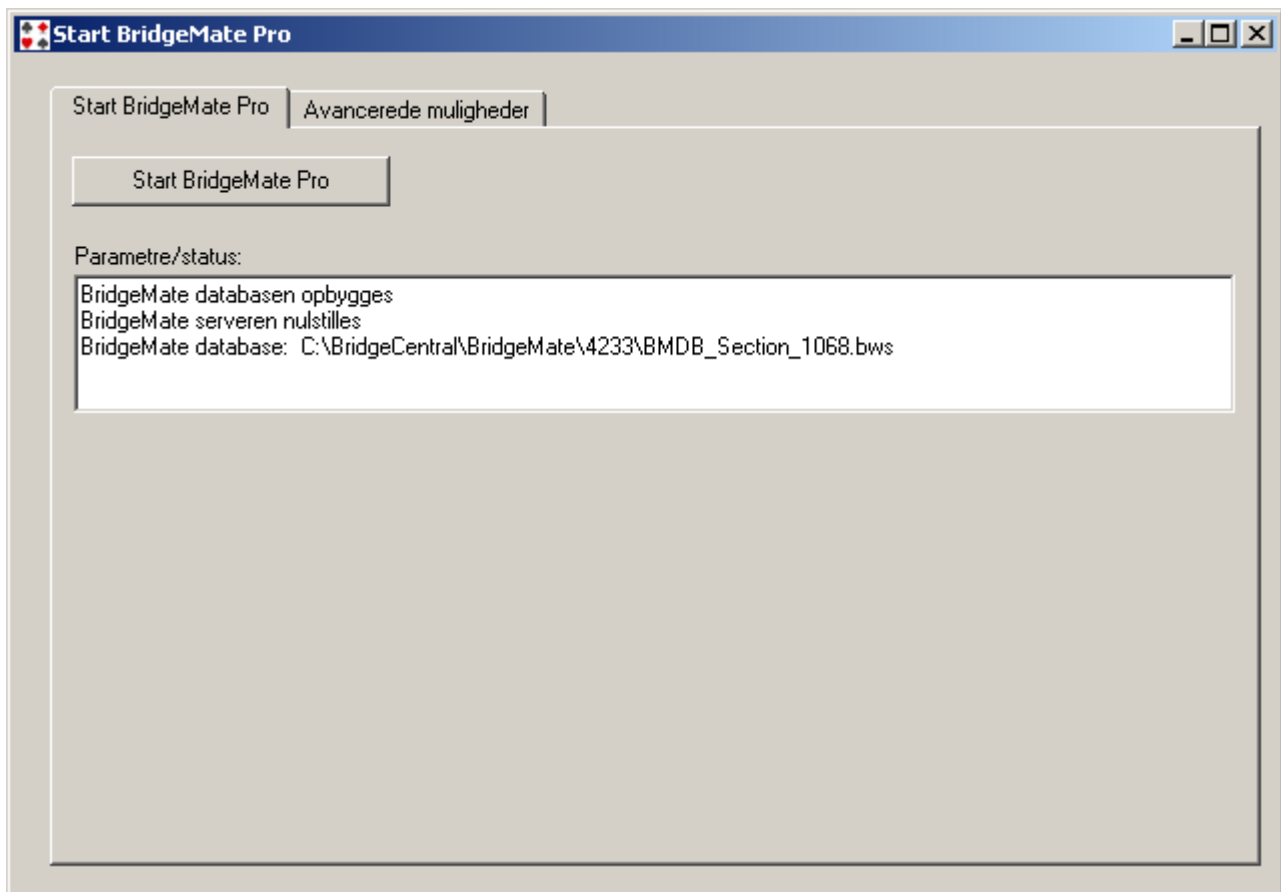 Start BridgeMate Pro
Start BridgeMate Pro
Avancerede muligheder
Start BridgeMate Pro
Parametre/status:
BridgeMate databasen opbygges
BridgeMate serveren nulstilles
BridgeMate database:  C:\BridgeCentral\BridgeMate\4233\BMDB_Section_1068.bws